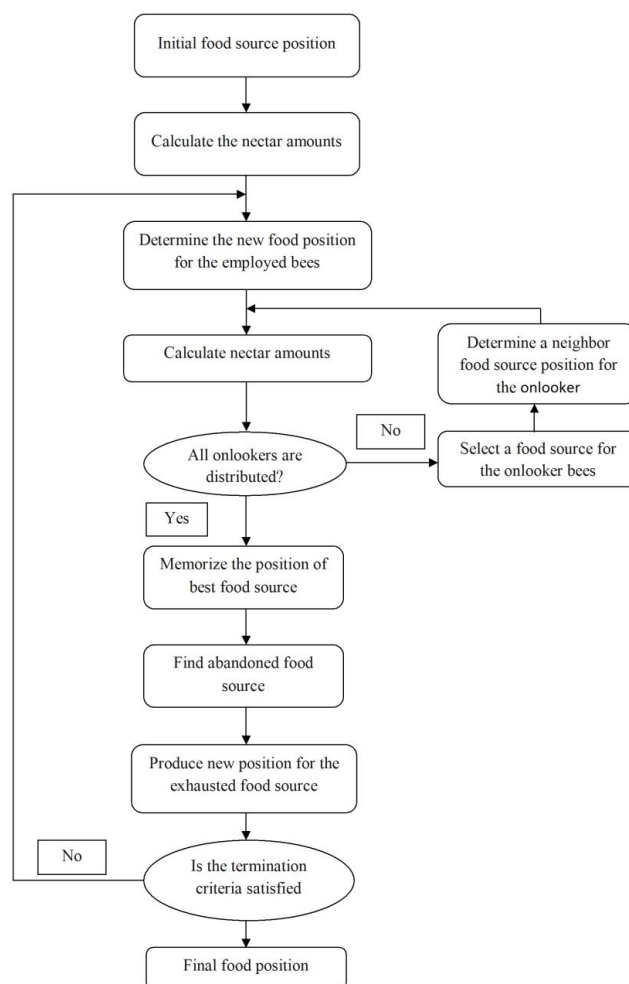 Initial food source position
Calculate the nectar amounts
Determine the new food position
for the employed bees
Calculate nectar amounts
Determine a neighbor
food source position for
the onlooker
No
All onlookers are
distributed?
Select a food source for
the onlooker bees
Yes
Memorize the position of
best food source
Find abandoned food
source
Produce new position for the
exhausted food source
No
Is the termination
criteria satisfied
Final food position